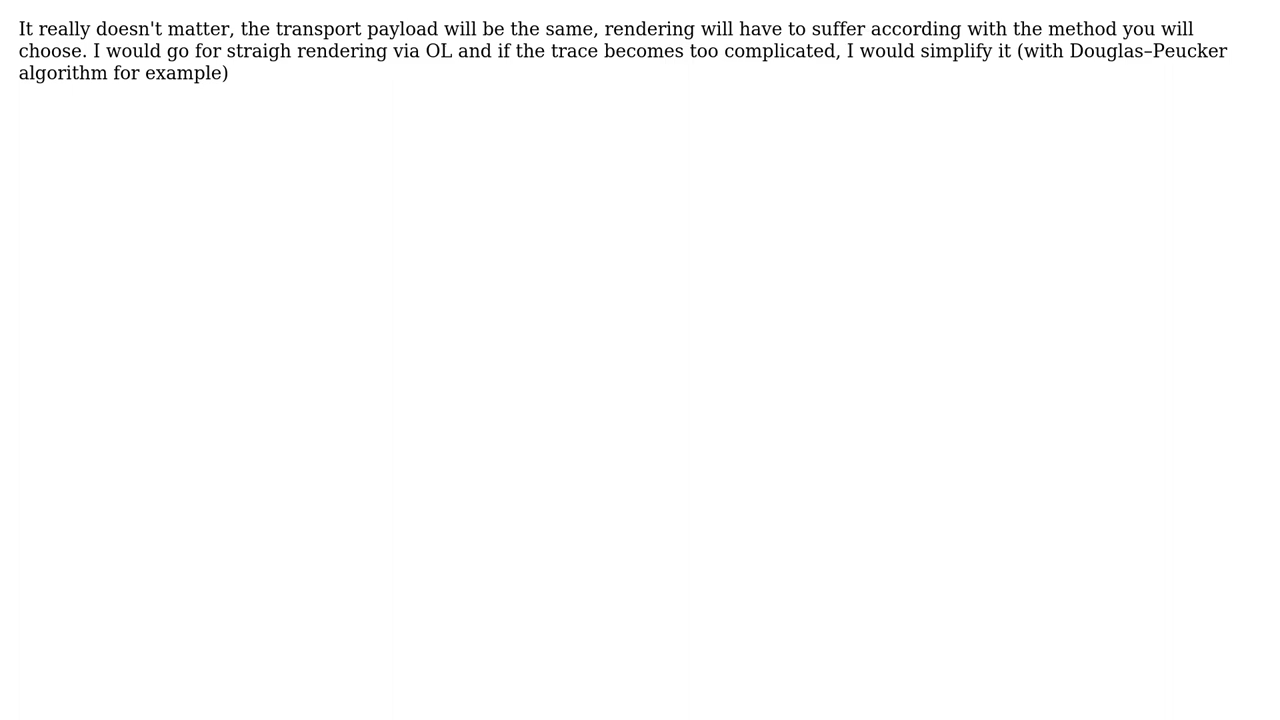 It really doesn't matter, the transport payload will be the same, rendering will have to suffer according with the method you will
choose. I would go for straigh rendering via OL and if the trace becomes too complicated, I would simplify it (with Douglas–Peucker
algorithm for example)